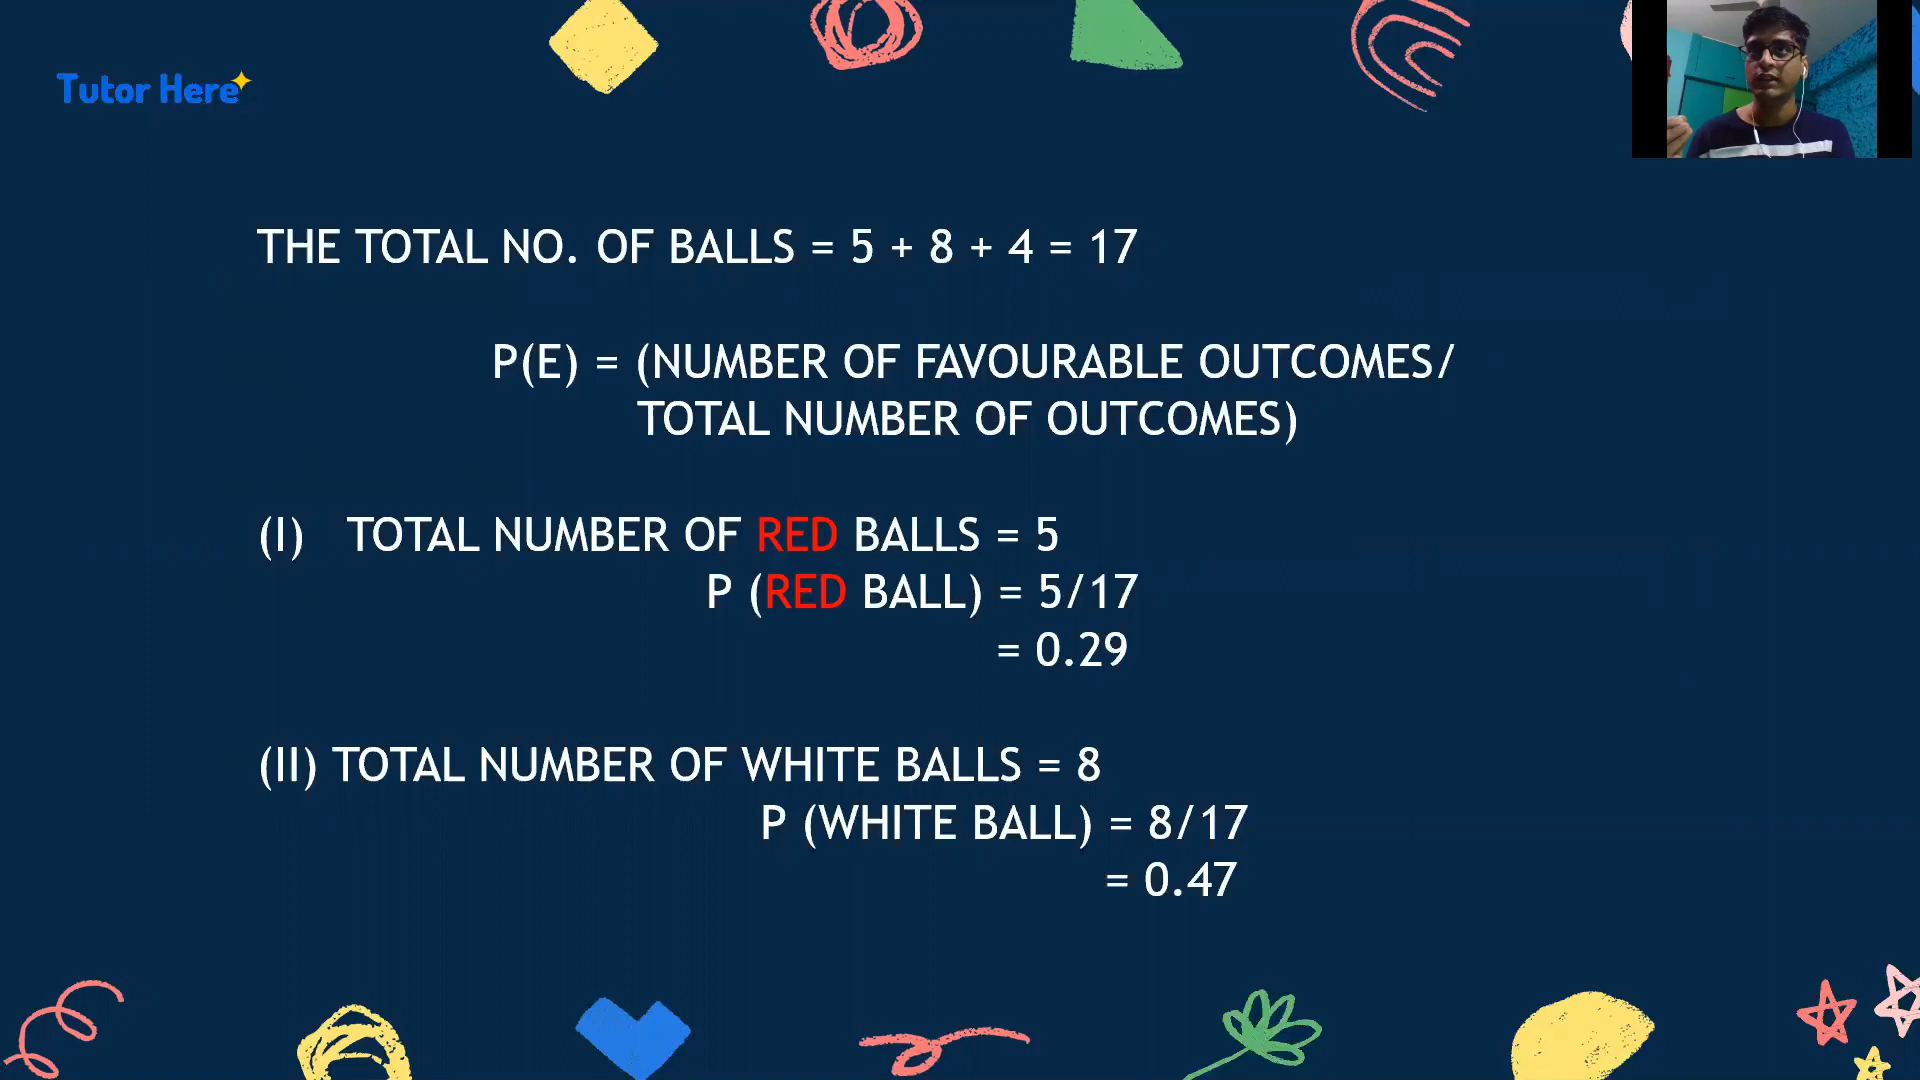 Tutor Here
THE TOTAL NO. OF BALLS = 5 + 8 + 4 = 17
P(E) = (NUMBER OF FAVOURABLE OUTCOMES/
TOTAL NUMBER OF OUTCOMES)
(I) TOTAL NUMBER OF RED BALLS = 5
P (RED BALL) = 5/17
= 0.29
(II) TOTAL NUMBER OF WHITE BALLS = 8
P (WHITE BALL) = 8/17
= 0.47